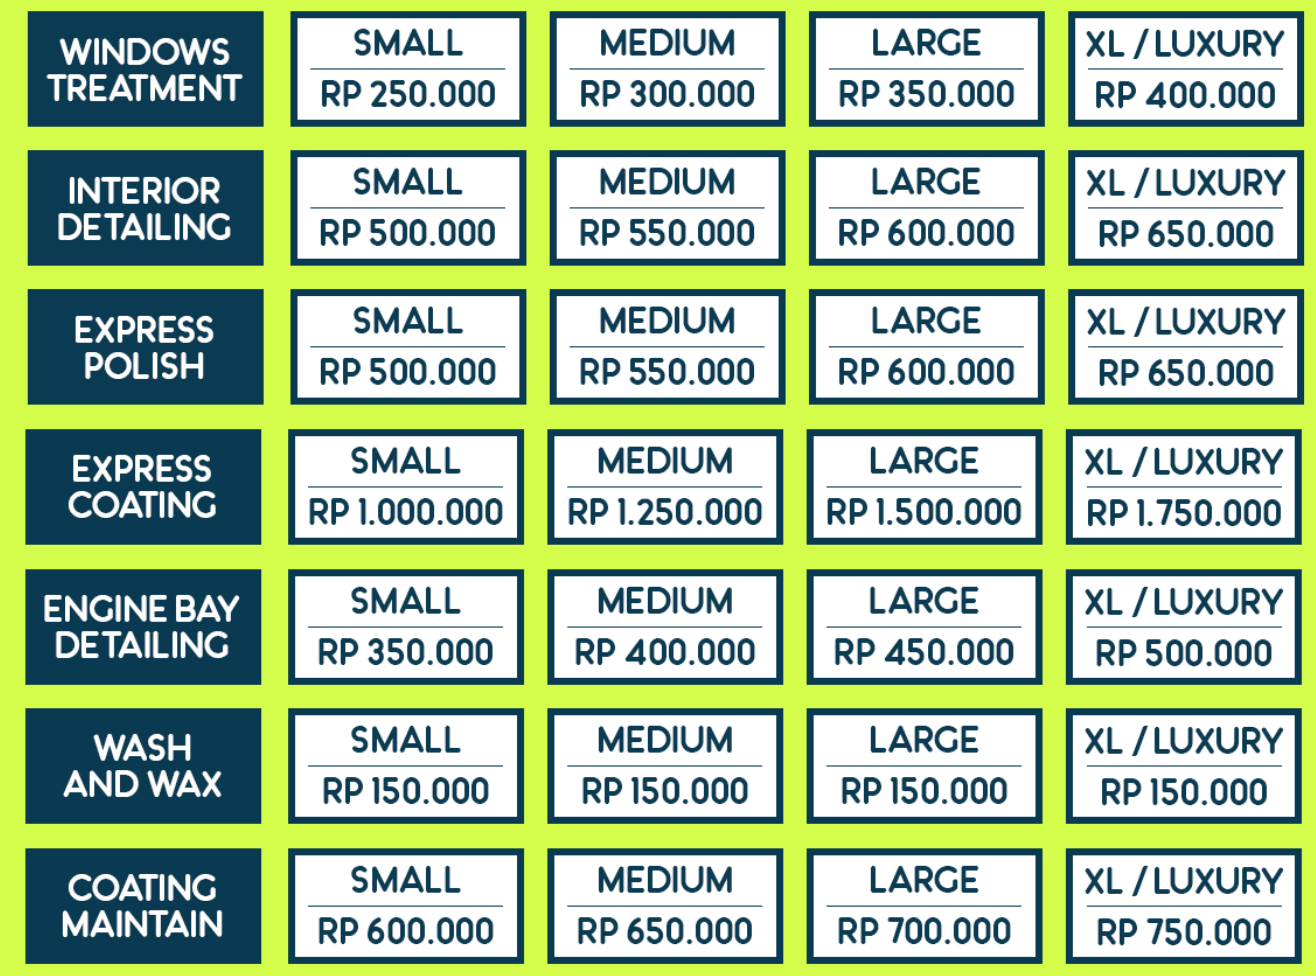 WINDOWS
TREATMENT
SMALL
RP 250.000
MEDIUM
RP 300.000
LARGE
RP 350.000
XL / LUXURY
RP 400.000
INTERIOR
DETAILING
SMALL
RP 500.000
MEDIUM
RP 550.000
LARGE
RP 600.000
XL / LUXURY
RP 650.000
EXPRESS
POLISH
SMALL
RP 500.000
MEDIUM
RP 550.000
LARGE
RP 600.000
XL / LUXURY
RP 650.000
EXPRESS
COATING
SMALL
RP 1.000.000
MEDIUM
RP 1.250.000
LARGE
RP 1.500.000
XL / LUXURY
RP 1.750.000
ENGINE BAY
DETAILING
SMALL
RP 350.000
MEDIUM
RP 400.000
LARGE
RP 450.000
XL / LUXURY
RP 500.000
WASH
AND WAX
SMALL
RP 150.000
MEDIUM
RP 150.000
LARGE
RP 150.000
XL / LUXURY
RP 150.000
COATING
MAINTAIN
SMALL
RP 600.000
MEDIUM
RP 650.000
LARGE
RP 700.000
XL / LUXURY
RP 750.000